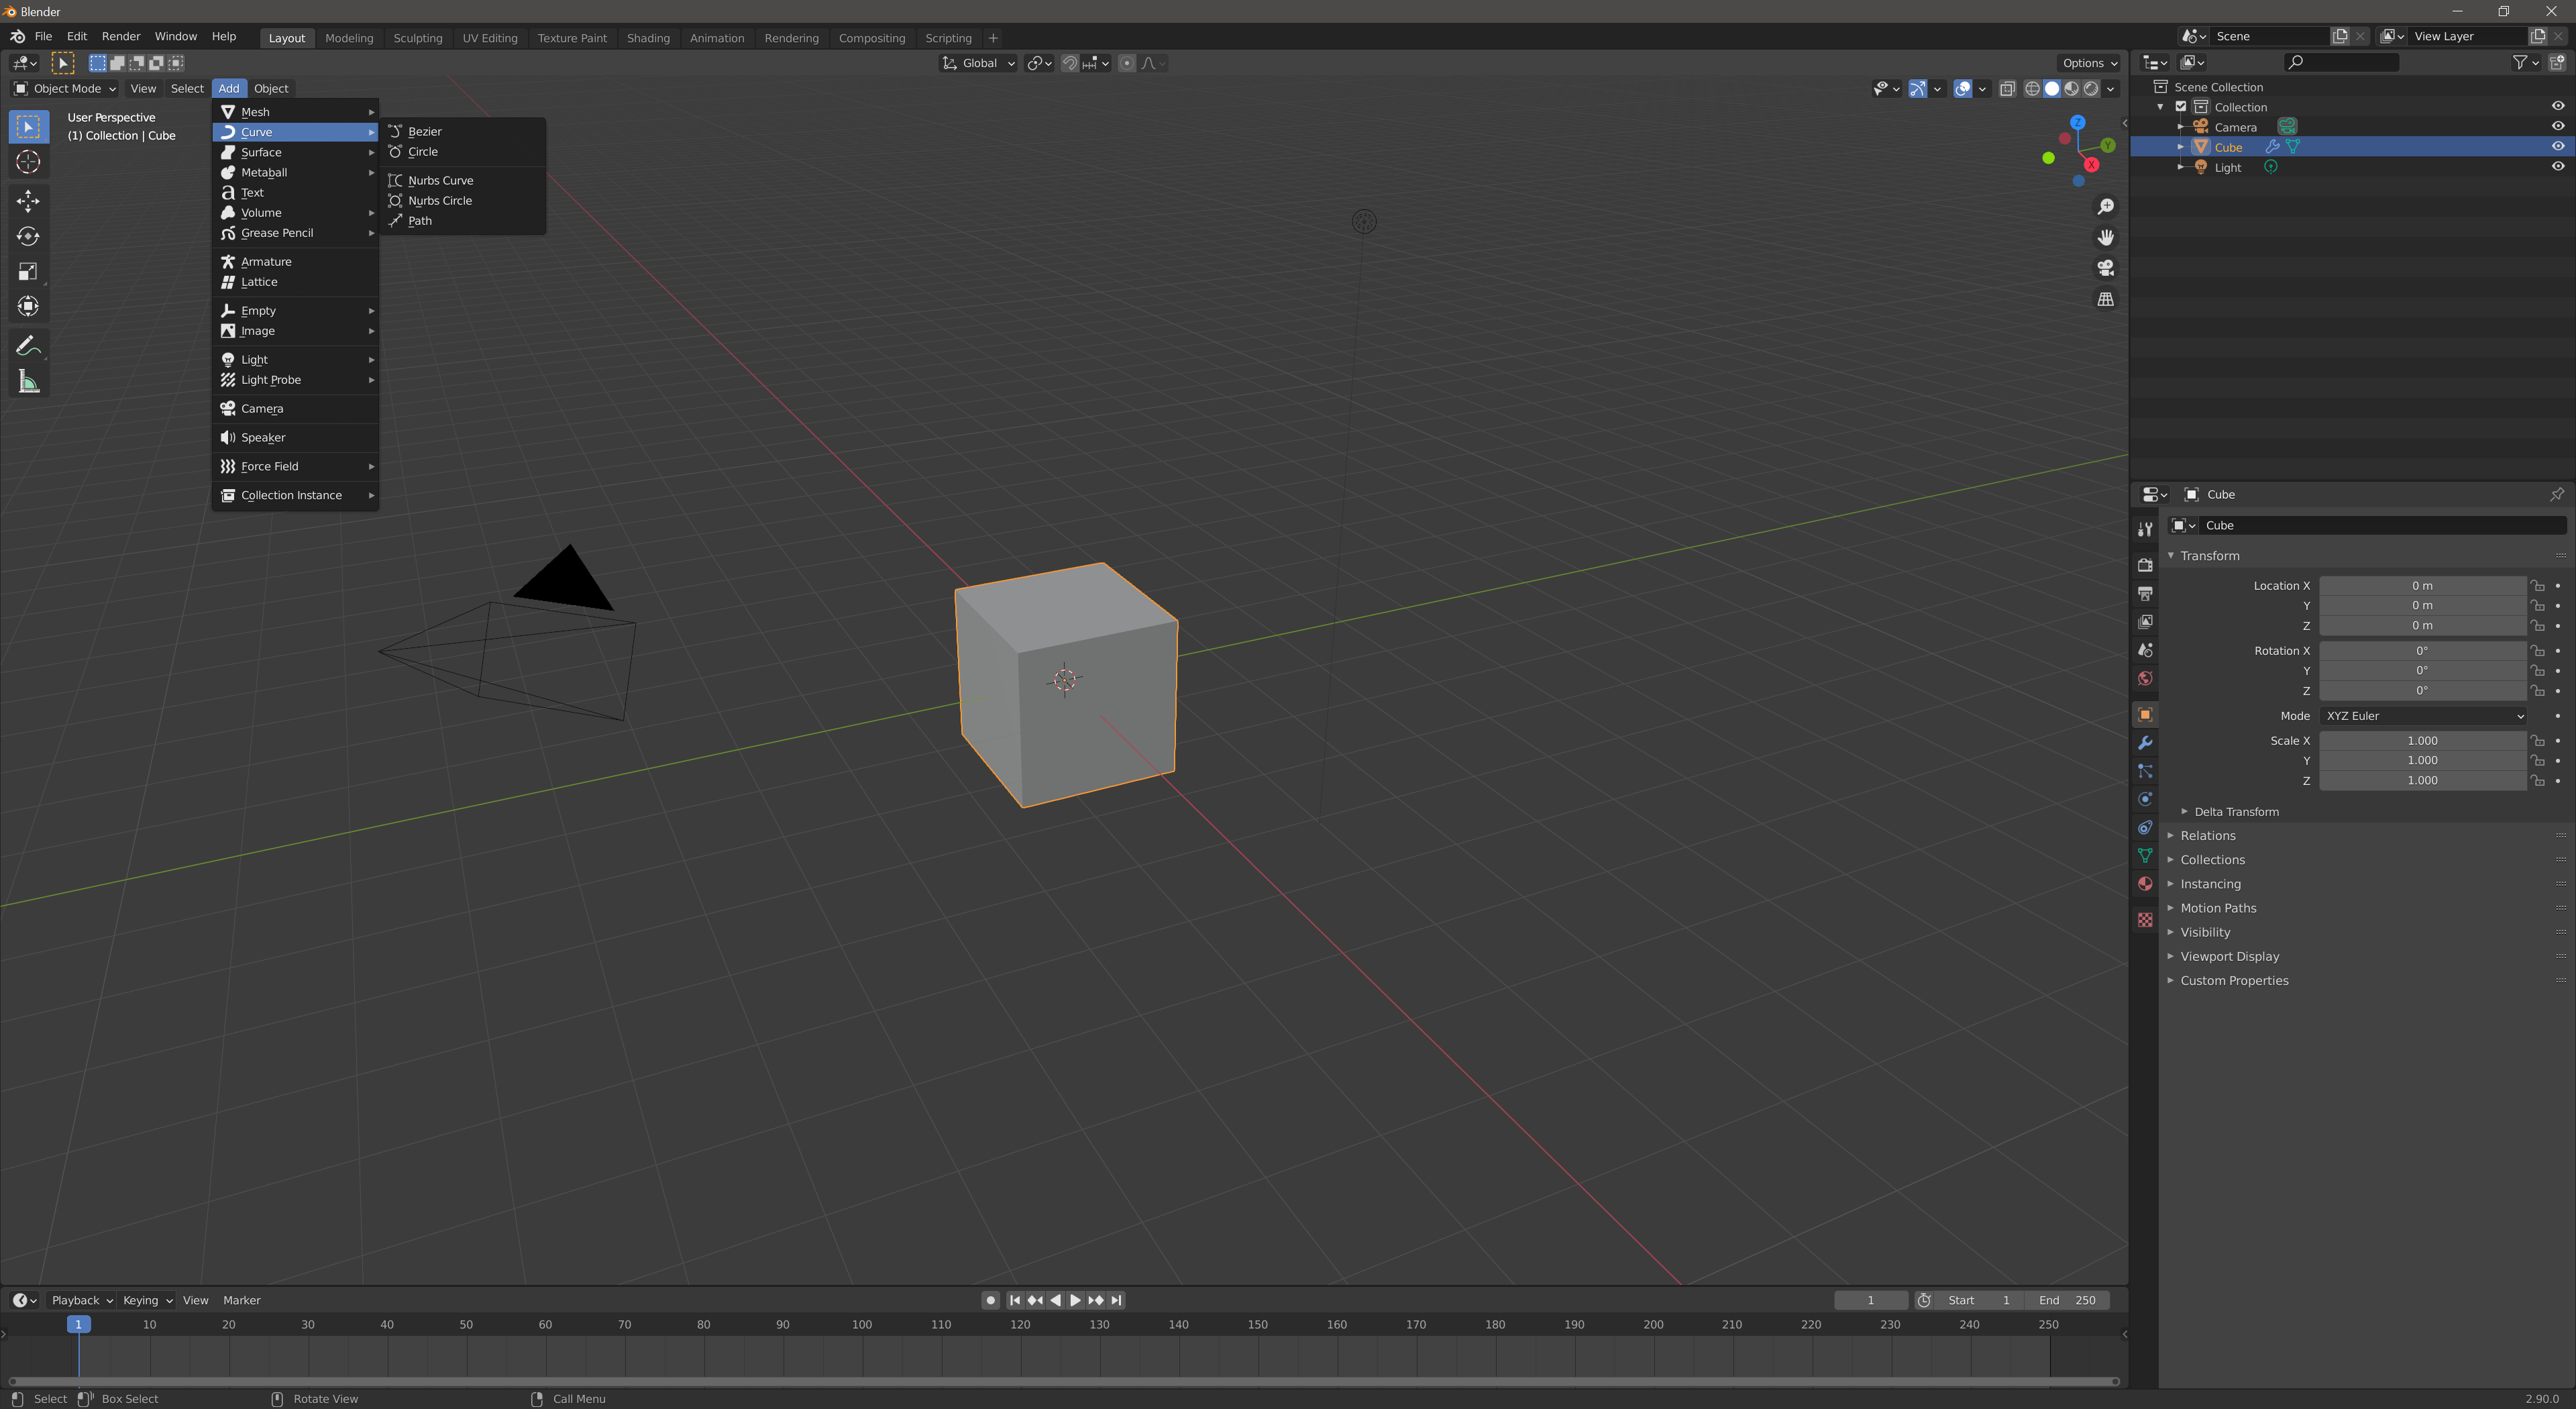 Blender
File Edit Render Window Help Layout Modeling Sculpting UV Editing Texture Paint Shading Animation Rendering Compositing Scripting + Scene View Layer
Global Options
Object Mode View Select Add Object
User Perspective
(1) Collection | Cube
Mesh
Curve
Surface
Metaball
Text
Volume
Grease Pencil
Armature
Lattice
Empty
Image
Light
Light Probe
Camera
Speaker
Force Field
Collection Instance
Bezier
Circle
Nurbs Curve
Nurbs Circle
Path
Z
Y
X
Scene Collection
Collection
Camera
Cube
Light
Cube
Cube
Transform
Location X 0 m
Y 0 m
Z 0 m
Rotation X 0°
Y 0°
Z 0°
Mode XYZ Euler
Scale X 1.000
Y 1.000
Z 1.000
Delta Transform
Relations
Collections
Instancing
Motion Paths
Visibility
Viewport Display
Custom Properties
Playback Keying View Marker 1 Start 1 End 250
1 10 20 30 40 50 60 70 80 90 100 110 120 130 140 150 160 170 180 190 200 210 220 230 240 250
Select Box Select Rotate View Call Menu 2.90.0